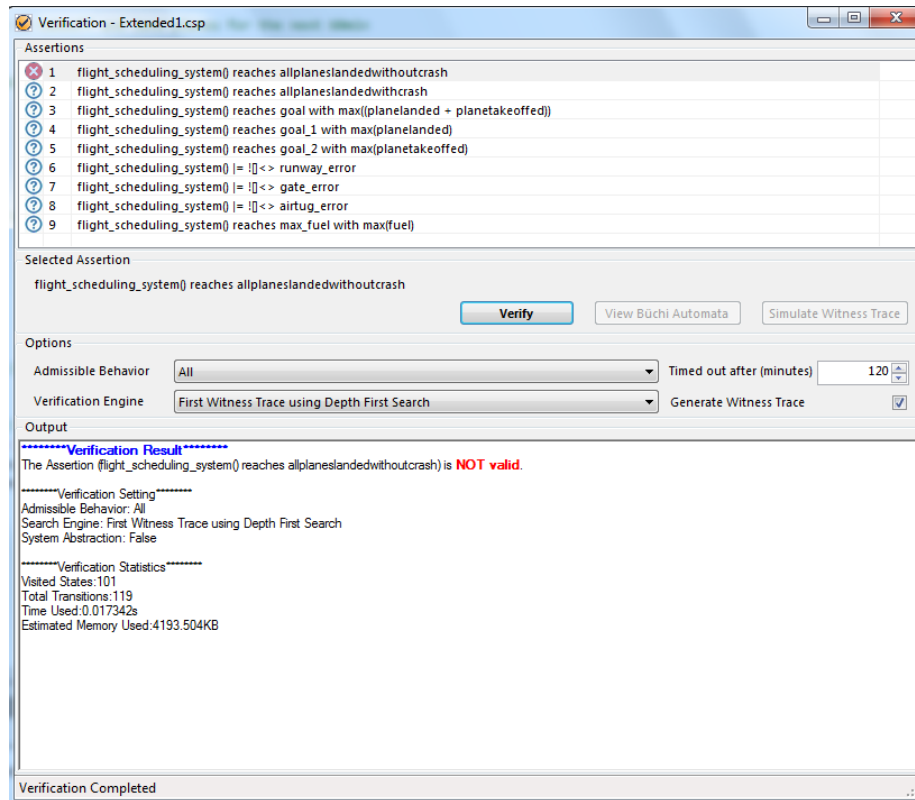 Verification - Extended1.csp
Assertions
1 flight_scheduling_system() reaches allplaneslandedwithoutcrash
2 flight_scheduling_system() reaches allplaneslandedwithcrash
3 flight_scheduling_system() reaches goal with max((planelanded + planetakeoffed))
4 flight_scheduling_system() reaches goal_1 with max(planelanded)
5 flight_scheduling_system() reaches goal_2 with max(planetakeoffed)
6 flight_scheduling_system() |= ![]<> runway_error
7 flight_scheduling_system() |= ![]<> gate_error
8 flight_scheduling_system() |= ![]<> airtug_error
9 flight_scheduling_system() reaches max_fuel with max(fuel)
Selected Assertion
flight_scheduling_system() reaches allplaneslandedwithoutcrash
Verify View Büchi Automata Simulate Witness Trace
Options
Admissible Behavior All Timed out after (minutes) 120
Verification Engine First Witness Trace using Depth First Search Generate Witness Trace
Output
********Verification Result********
The Assertion (flight_scheduling_system() reaches allplaneslandedwithoutcrash) is NOT valid.
********Verification Setting********
Admissible Behavior: All
Search Engine: First Witness Trace using Depth First Search
System Abstraction: False
********Verification Statistics********
Visited States:101
Total Transitions:119
Time Used:0.017342s
Estimated Memory Used:4193.504KB
Verification Completed